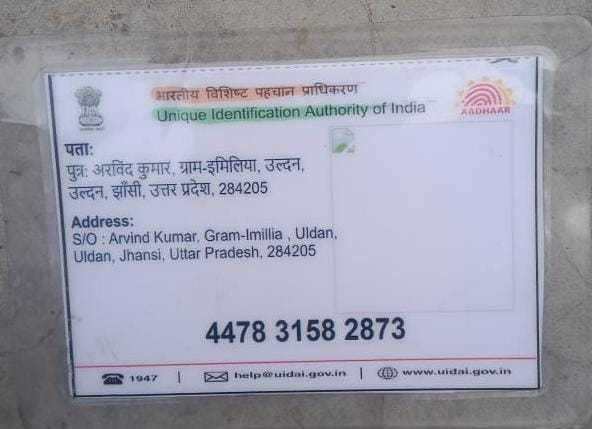 भारतीय विशिष्ट पहचान प्राधिकरण
Unique Identification Authority of India
AADHAAR
पता:
पुत्र: अरविंद कुमार, ग्राम-इमिलिया, उल्दन,
उल्दन, झाँसी, उत्तर प्रदेश, 284205
Address:
S/O : Arvind Kumar, Gram-Imillia , Uldan,
Uldan, Jhansi, Uttar Pradesh, 284205
4478 3158 2873
1947 | help@uidai.gov.in | www.uidai.gov.in